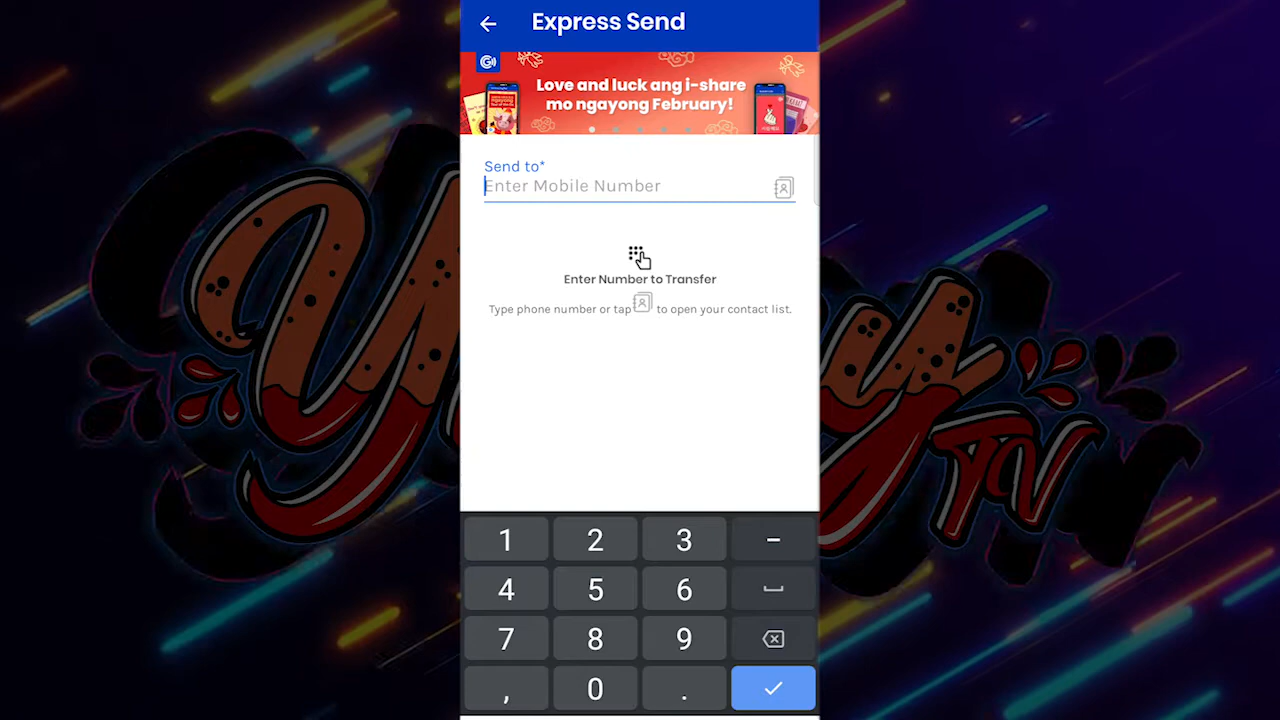 Express Send
Love and luck ang i-share
mo ngayong February!
Send to*
Enter Mobile Number
Enter Number to Transfer
Type phone number or tap to open your contact list.
1 2 3 -
4 5 6
7 8 9
, 0 .